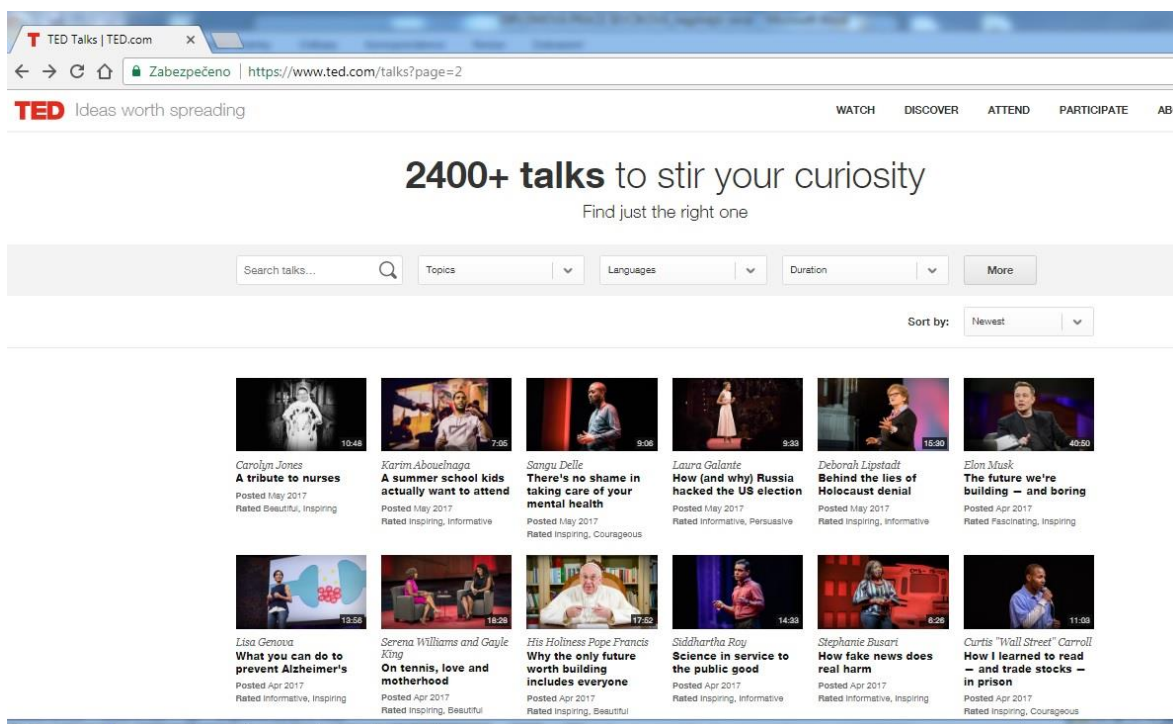 TED Talks | TED.com
Zabezpečeno | https://www.ted.com/talks?page=2
TED Ideas worth spreading
WATCH DISCOVER ATTEND PARTICIPATE AB
2400+ talks to stir your curiosity
Find just the right one
Search talks... Topics Languages Duration More
Sort by: Newest
10:48 7:05 9:06 9:33 15:30 40:50
Carolyn Jones
A tribute to nurses
Posted May 2017
Rated Beautiful, Inspiring
Karim Abouelnaga
A summer school kids
actually want to attend
Posted May 2017
Rated Inspiring, Informative
Sangu Delle
There's no shame in
taking care of your
mental health
Posted May 2017
Rated Inspiring, Courageous
Laura Galante
How (and why) Russia
hacked the US election
Posted May 2017
Rated Informative, Persuasive
Deborah Lipstadt
Behind the lies of
Holocaust denial
Posted May 2017
Rated Inspiring, Informative
Elon Musk
The future we're
building — and boring
Posted Apr 2017
Rated Fascinating, Inspiring
13:56 18:28 17:52 14:33 6:26 11:03
Lisa Genova
What you can do to
prevent Alzheimer's
Posted Apr 2017
Rated Informative, Inspiring
Serena Williams and Gayle
King
On tennis, love and
motherhood
Posted Apr 2017
Rated Inspiring, Beautiful
His Holiness Pope Francis
Why the only future
worth building
includes everyone
Posted Apr 2017
Rated Inspiring, Beautiful
Siddhartha Roy
Science in service to
the public good
Posted Apr 2017
Rated Inspiring, Informative
Stephanie Busari
How fake news does
real harm
Posted Apr 2017
Rated Informative, Inspiring
Curtis "Wall Street" Carroll
How I learned to read
— and trade stocks —
in prison
Posted Apr 2017
Rated Inspiring, Courageous